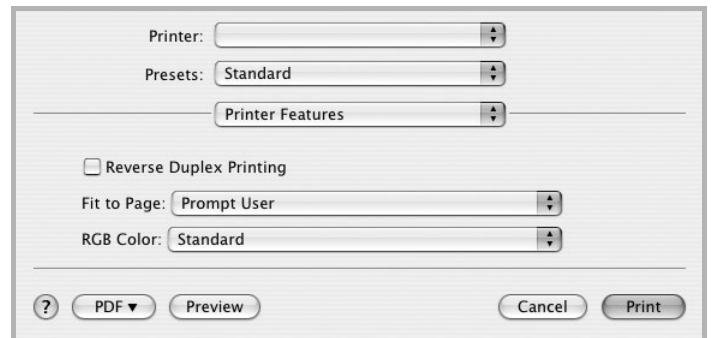 Printer:
Presets: Standard
Printer Features
Reverse Duplex Printing
Fit to Page: Prompt User
RGB Color: Standard
? PDF ▼ Preview Cancel Print